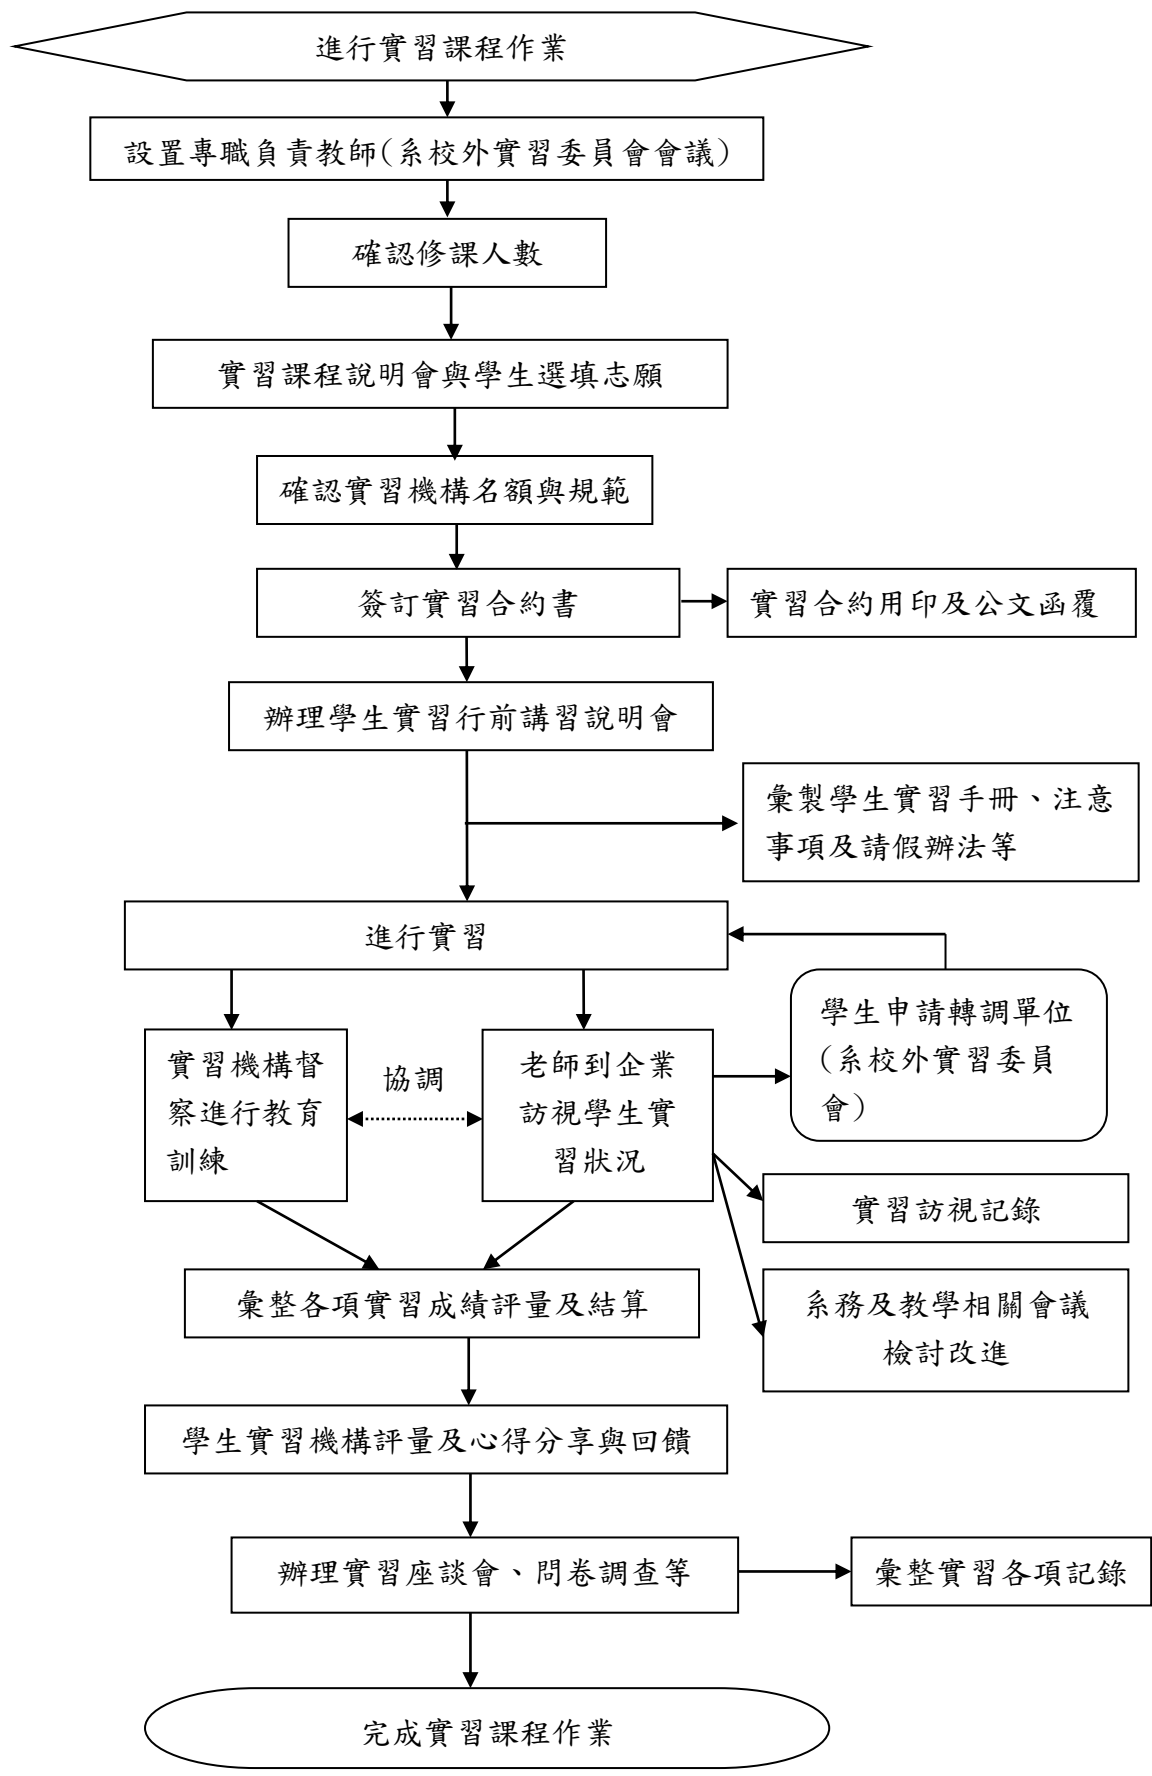 進行實習課程作業
設置專職負責教師(系校外實習委員會會議)
確認修課人數
實習課程說明會與學生選填志願
確認實習機構名額與規範
簽訂實習合約書
實習合約用印及公文函覆
辦理學生實習行前講習說明會
彙製學生實習手冊、注意
事項及請假辦法等
進行實習
學生申請轉調單位
(系校外實習委員
會)
實習機構督
察進行教育
訓練
協調
老師到企業
訪視學生實
習狀況
實習訪視記錄
系務及教學相關會議
檢討改進
彙整各項實習成績評量及結算
學生實習機構評量及心得分享與回饋
辦理實習座談會、問卷調查等
彙整實習各項記錄
完成實習課程作業